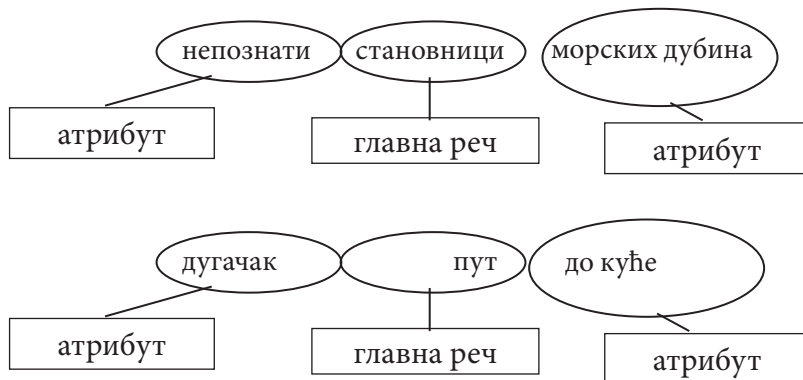 непознати становници морских дубина
атрибут главна реч атрибут
дугачак пут до куће
атрибут главна реч атрибут